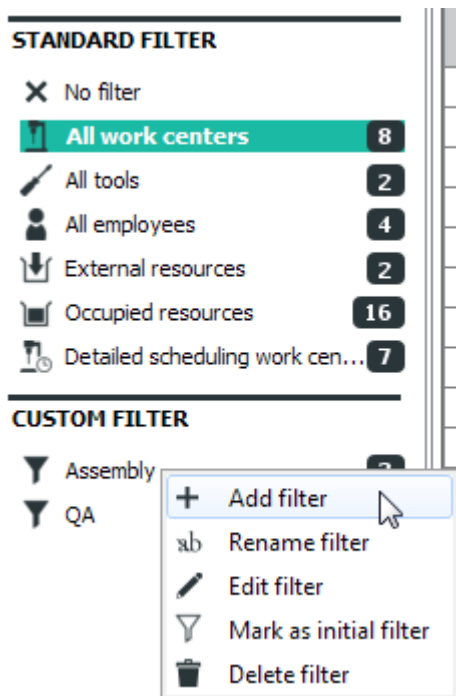 STANDARD FILTER
No filter
All work centers 8
All tools 2
All employees 4
External resources 2
Occupied resources 16
Detailed scheduling work cen... 7
CUSTOM FILTER
Assembly
QA
Add filter
ab Rename filter
Edit filter
Mark as initial filter
Delete filter